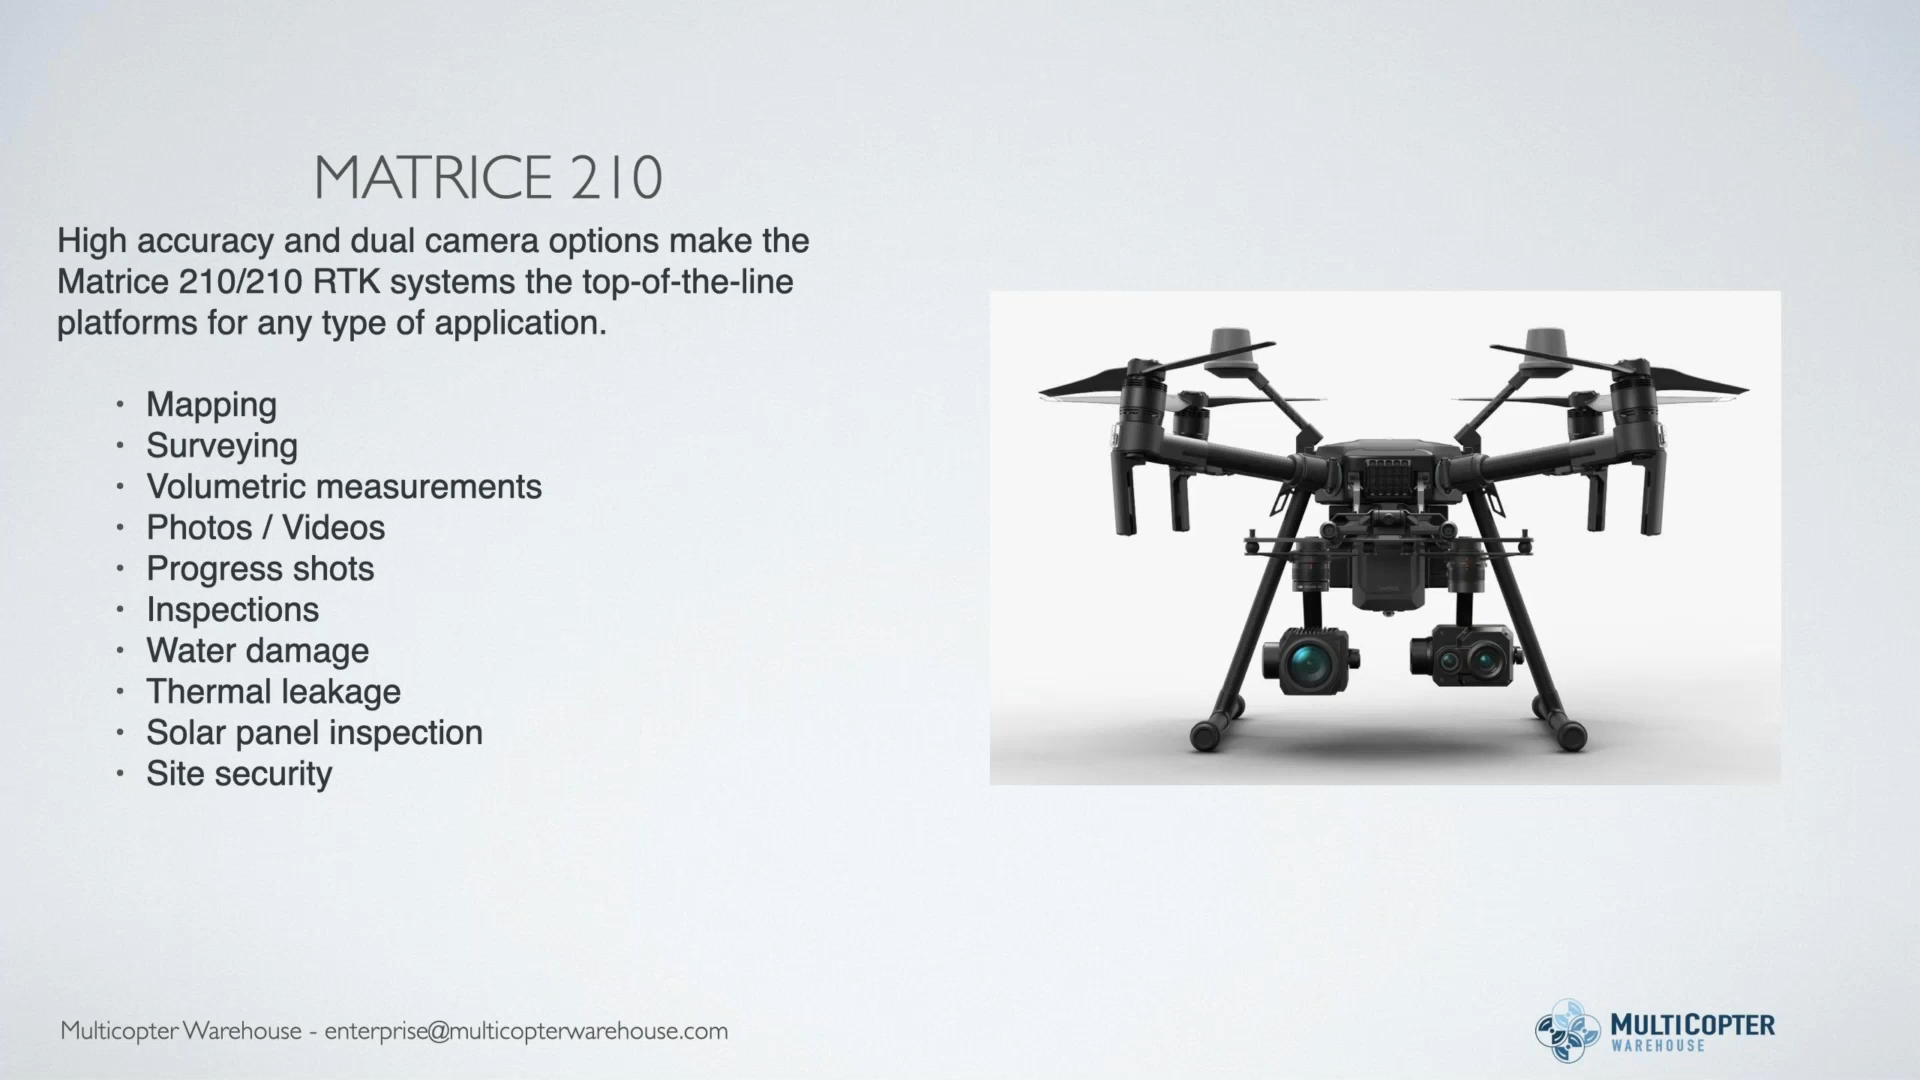 MATRICE 210
High accuracy and dual camera options make the
Matrice 210/210 RTK systems the top-of-the-line
platforms for any type of application.
• Mapping
• Surveying
• Volumetric measurements
• Photos / Videos
• Progress shots
• Inspections
• Water damage
• Thermal leakage
• Solar panel inspection
• Site security
Multicopter Warehouse - enterprise@multicopterwarehouse.com
MULTICOPTER
WAREHOUSE